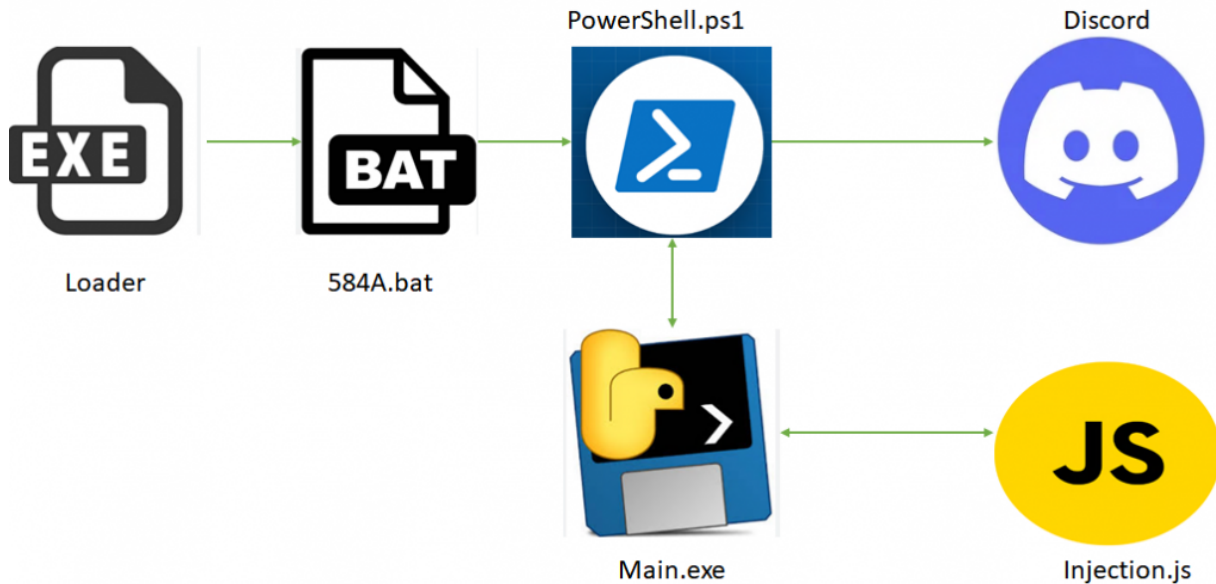 PowerShell.ps1
Discord
EXE
BAT
Loader
584A.bat
JS
Main.exe
Injection.js